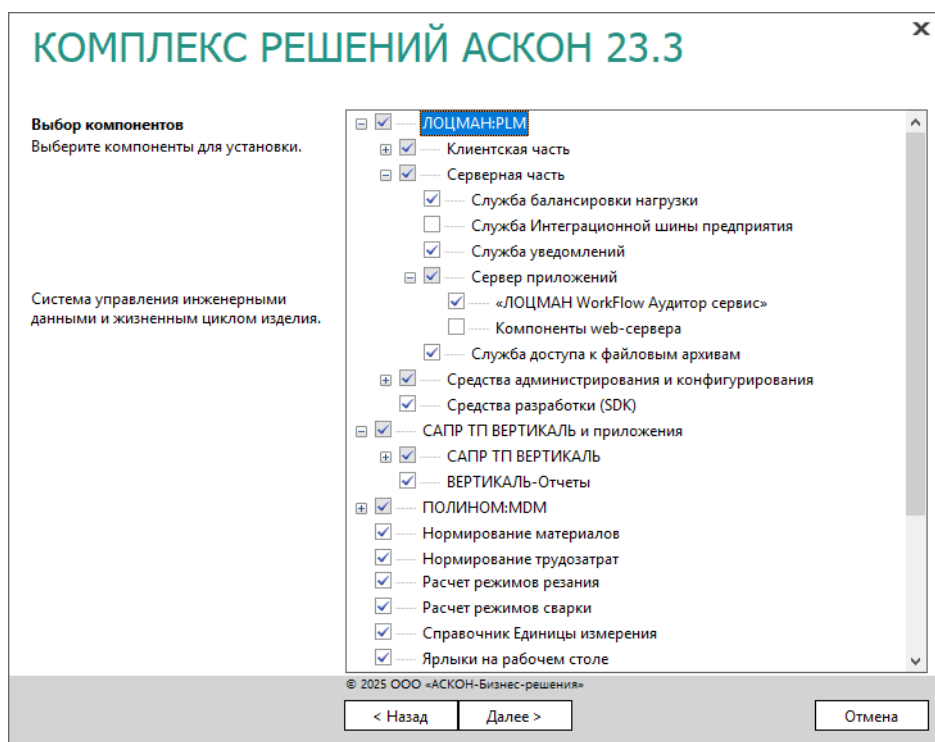 КОМПЛЕКС РЕШЕНИЙ АСКОН 23.3
Выбор компонентов
Выберите компоненты для установки.
Система управления инженерными
данными и жизненным циклом изделия.
ЛОЦМАН:PLM
Клиентская часть
Серверная часть
Служба балансировки нагрузки
Служба Интеграционной шины предприятия
Служба уведомлений
Сервер приложений
«ЛОЦМАН WorkFlow Аудитор сервис»
Компоненты web-сервера
Служба доступа к файловым архивам
Средства администрирования и конфигурирования
Средства разработки (SDK)
САПР ТП ВЕРТИКАЛЬ и приложения
САПР ТП ВЕРТИКАЛЬ
ВЕРТИКАЛЬ-Отчеты
ПОЛИНОМ:MDM
Нормирование материалов
Нормирование трудозатрат
Расчет режимов резания
Расчет режимов сварки
Справочник Единицы измерения
Ярлыки на рабочем столе
© 2025 ООО «АСКОН-Бизнес-решения»
< Назад
Далее >
Отмена